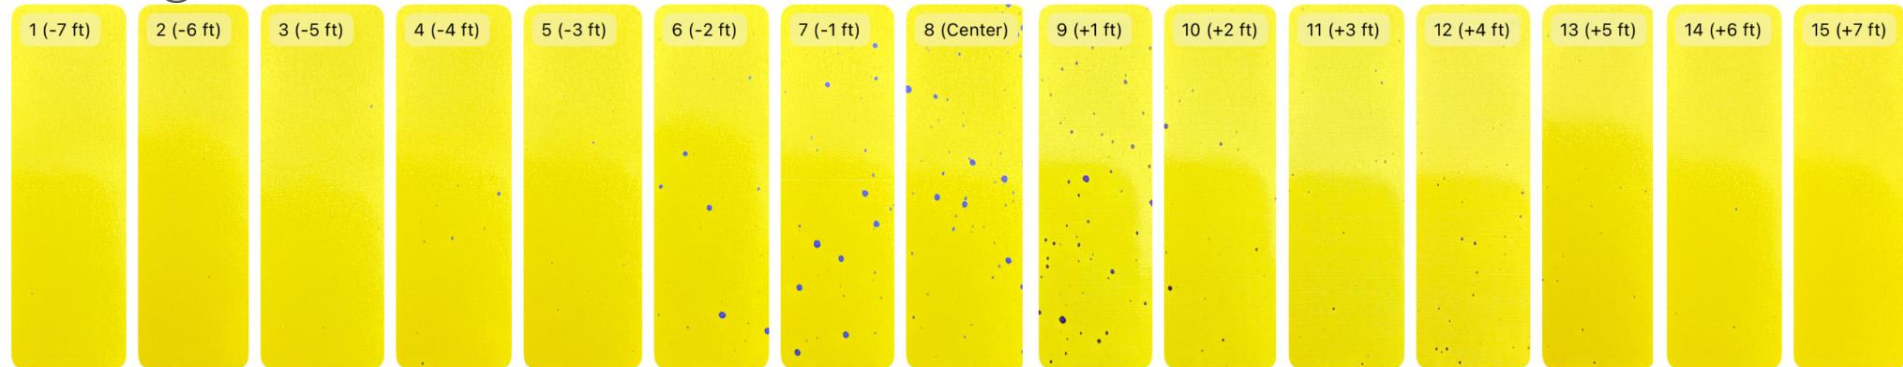 1 (-7 ft)
2 (-6 ft)
3 (-5 ft)
4 (-4 ft)
5 (-3 ft)
6 (-2 ft)
7 (-1 ft)
8 (Center)
9 (+1 ft)
10 (+2 ft)
11 (+3 ft)
12 (+4 ft)
13 (+5 ft)
14 (+6 ft)
15 (+7 ft)